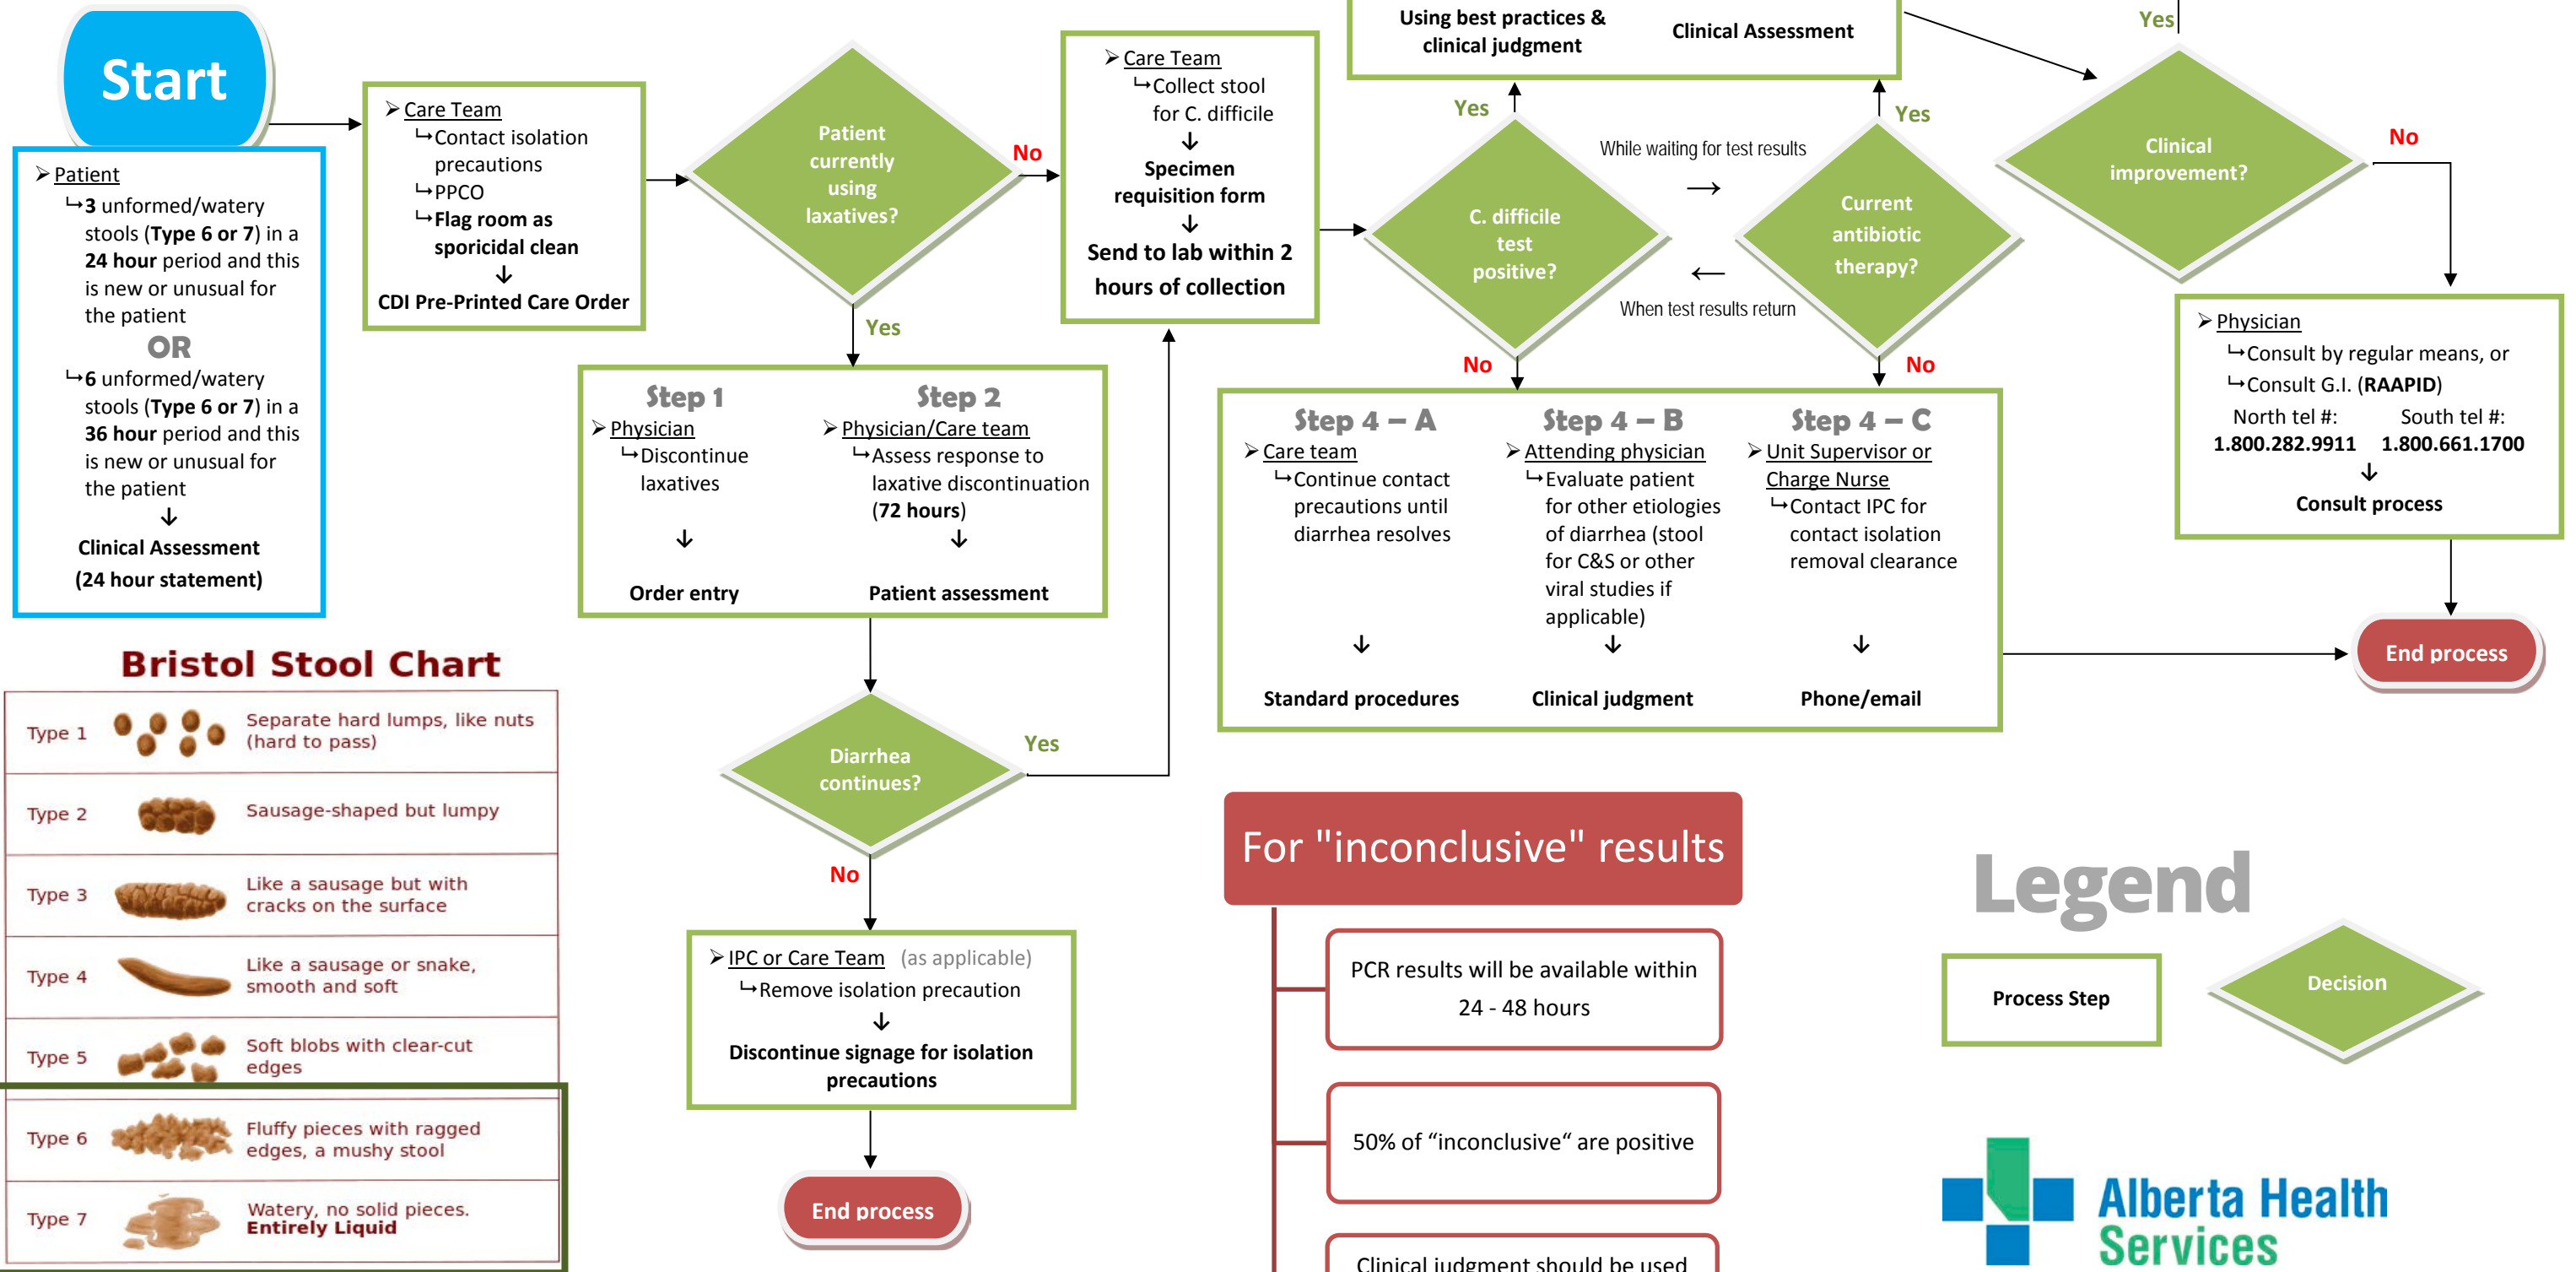 Start
➢ Patient
↳3 unformed/watery
stools (Type 6 or 7) in a
24 hour period and this
is new or unusual for
the patient
OR
↳6 unformed/watery
stools (Type 6 or 7) in a
36 hour period and this
is new or unusual for
the patient
↓
Clinical Assessment
(24 hour statement)
➢ Care Team
↳Contact isolation
precautions
↳PPCO
↳Flag room as
sporicidal clean
↓
CDI Pre-Printed Care Order
Patient
currently
using
laxatives?
No
Yes
➢ Care Team
↳Collect stool
for C. difficile
↓
Specimen
requisition form
↓
Send to lab within 2
hours of collection
Step 1
➢ Physician
↳Discontinue
laxatives
↓
Order entry
Step 2
➢ Physician/Care team
↳Assess response to
laxative discontinuation
(72 hours)
↓
Patient assessment
Diarrhea
continues?
Yes
No
➢ IPC or Care Team (as applicable)
↳Remove isolation precaution
↓
Discontinue signage for isolation
precautions
End process
Using best practices &
clinical judgment
Clinical Assessment
Yes
Yes
C. difficile
test
positive?
While waiting for test results
→
←
When test results return
Current
antibiotic
therapy?
No
No
Step 4 – A
➢ Care team
↳Continue contact
precautions until
diarrhea resolves
↓
Standard procedures
Step 4 – B
➢ Attending physician
↳Evaluate patient
for other etiologies
of diarrhea (stool
for C&S or other
viral studies if
applicable)
↓
Clinical judgment
Step 4 – C
➢ Unit Supervisor or
Charge Nurse
↳Contact IPC for
contact isolation
removal clearance
↓
Phone/email
Yes
Clinical
improvement?
No
➢ Physician
↳Consult by regular means, or
↳Consult G.I. (RAAPID)
North tel #: South tel #:
1.800.282.9911 1.800.661.1700
↓
Consult process
End process
Bristol Stool Chart
Type 1
Separate hard lumps, like nuts
(hard to pass)
Type 2
Sausage-shaped but lumpy
Type 3
Like a sausage but with
cracks on the surface
Type 4
Like a sausage or snake,
smooth and soft
Type 5
Soft blobs with clear-cut
edges
Type 6
Fluffy pieces with ragged
edges, a mushy stool
Type 7
Watery, no solid pieces.
Entirely Liquid
For "inconclusive" results
PCR results will be available within
24 - 48 hours
50% of “inconclusive“ are positive
Clinical judgment should be used
Legend
Process Step
Decision
Alberta Health
Services